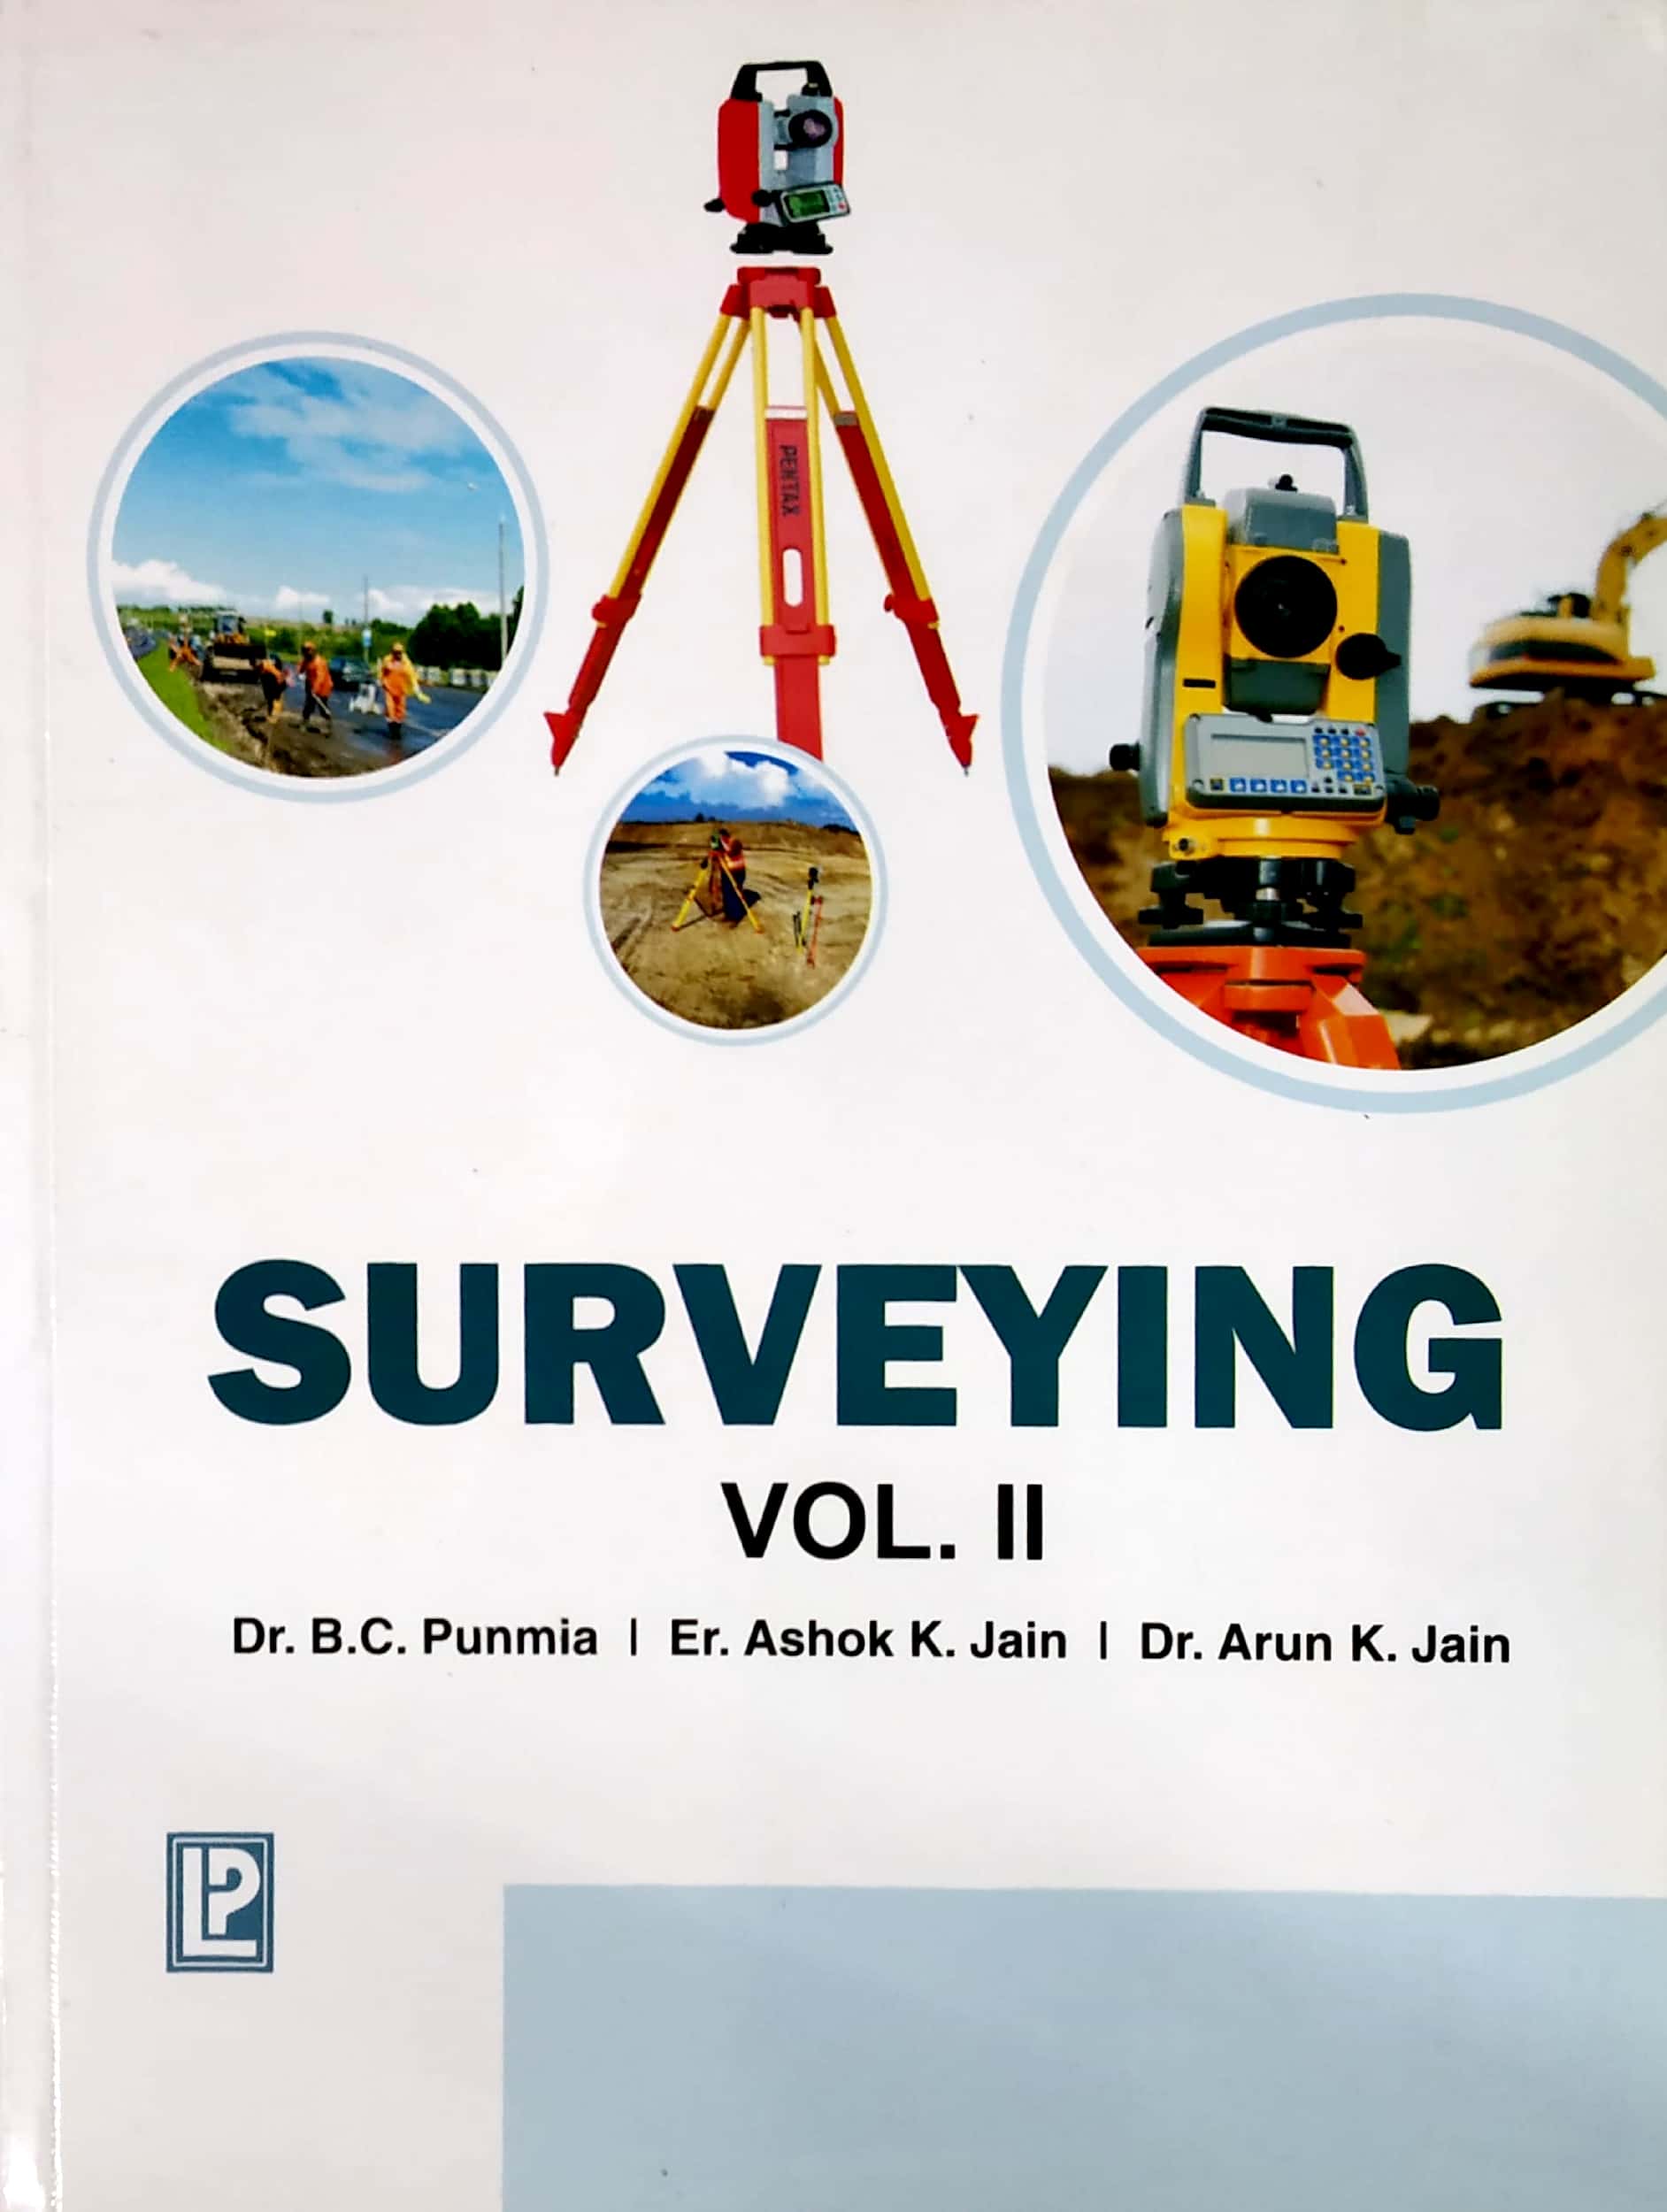 PENTAX
SURVEYING
VOL. II
Dr. B.C. Punmia | Er. Ashok K. Jain | Dr. Arun K. Jain
LP